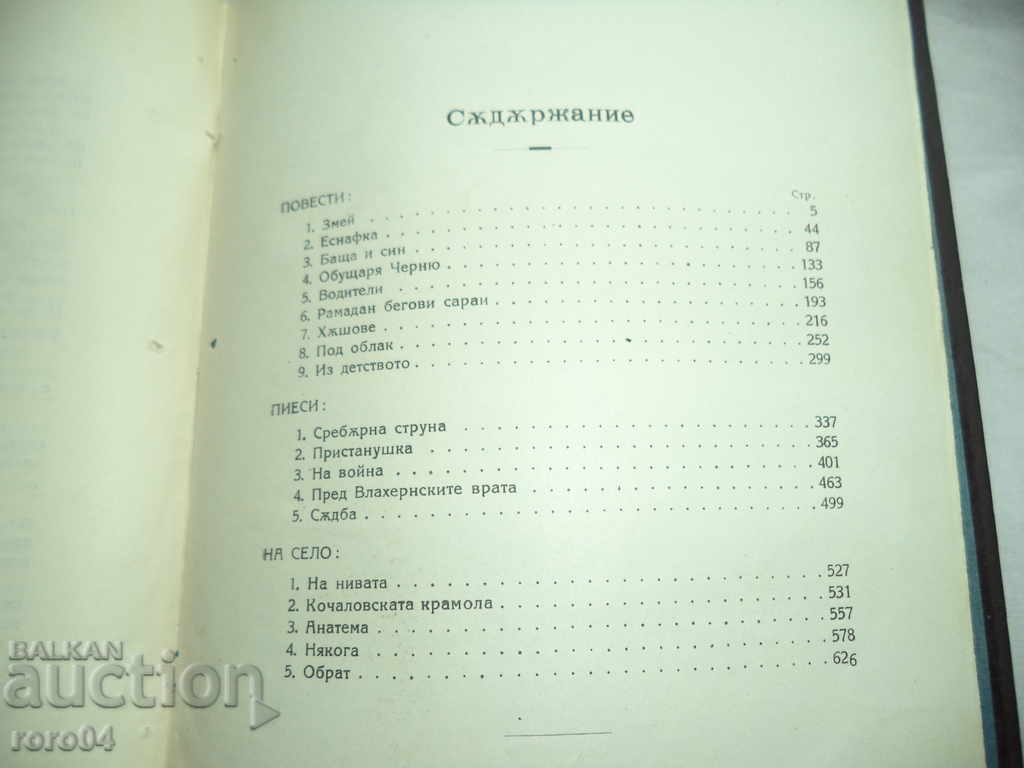 Сѫдѫржание
Стр.
ПОВЕСТИ:
1. Змей . . . . . . . . . . . . . . . . . . . . 5
2. Еснафка . . . . . . . . . . . . . . . . . . . . 44
3. Баща и син . . . . . . . . . . . . . . . . . . . . 87
4. Обущаря Черню . . . . . . . . . . . . . . . . . . . . 133
5. Водители . . . . . . . . . . . . . . . . . . . . 156
6. Рамадан бегови сараи . . . . . . . . . . . . . . . . . . . . 193
7. Хѫшове . . . . . . . . . . . . . . . . . . . . 216
8. Под облак . . . . . . . . . . . . . . . . . . . . 252
9. Из детството . . . . . . . . . . . . . . . . . . . . 299
ПИЕСИ:
1. Сребѫрна струна . . . . . . . . . . . . . . . . . . . . 337
2. Пристанушка . . . . . . . . . . . . . . . . . . . . 365
3. На война . . . . . . . . . . . . . . . . . . . . 401
4. Пред Влахернските врата . . . . . . . . . . . . . . . . . . . . 463
5. Сѫдба . . . . . . . . . . . . . . . . . . . . 499
НА СЕЛО:
1. На нивата . . . . . . . . . . . . . . . . . . . . 527
2. Кочаловската крамола . . . . . . . . . . . . . . . . . . . . 531
3. Анатема . . . . . . . . . . . . . . . . . . . . 557
4. Някога . . . . . . . . . . . . . . . . . . . . 578
5. Обрат . . . . . . . . . . . . . . . . . . . . 626
BALKAN
auction
roro04